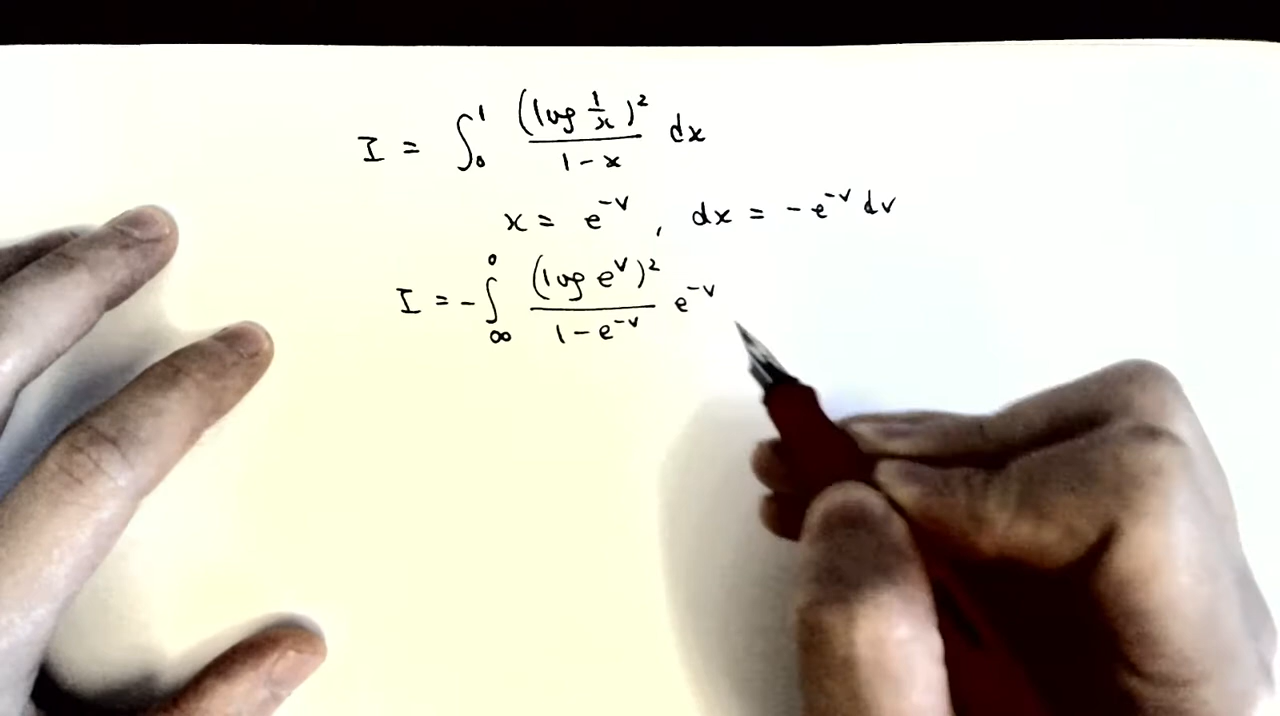 I = ∫₀¹ (log 1/x)² / (1 - x) dx
x = e^{-v}, dx = -e^{-v} dv
I = -∫_∞^0 (log e^v)² / (1 - e^{-v}) e^{-v}